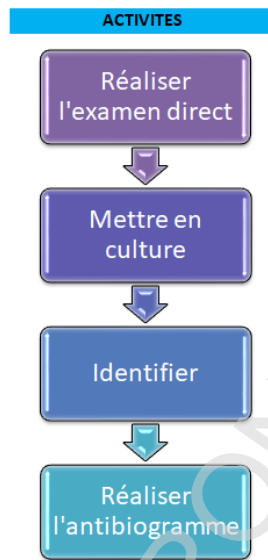 ACTIVITES
Réaliser
l'examen direct
Mettre en
culture
Identifier
Réaliser
l'antibiogramme